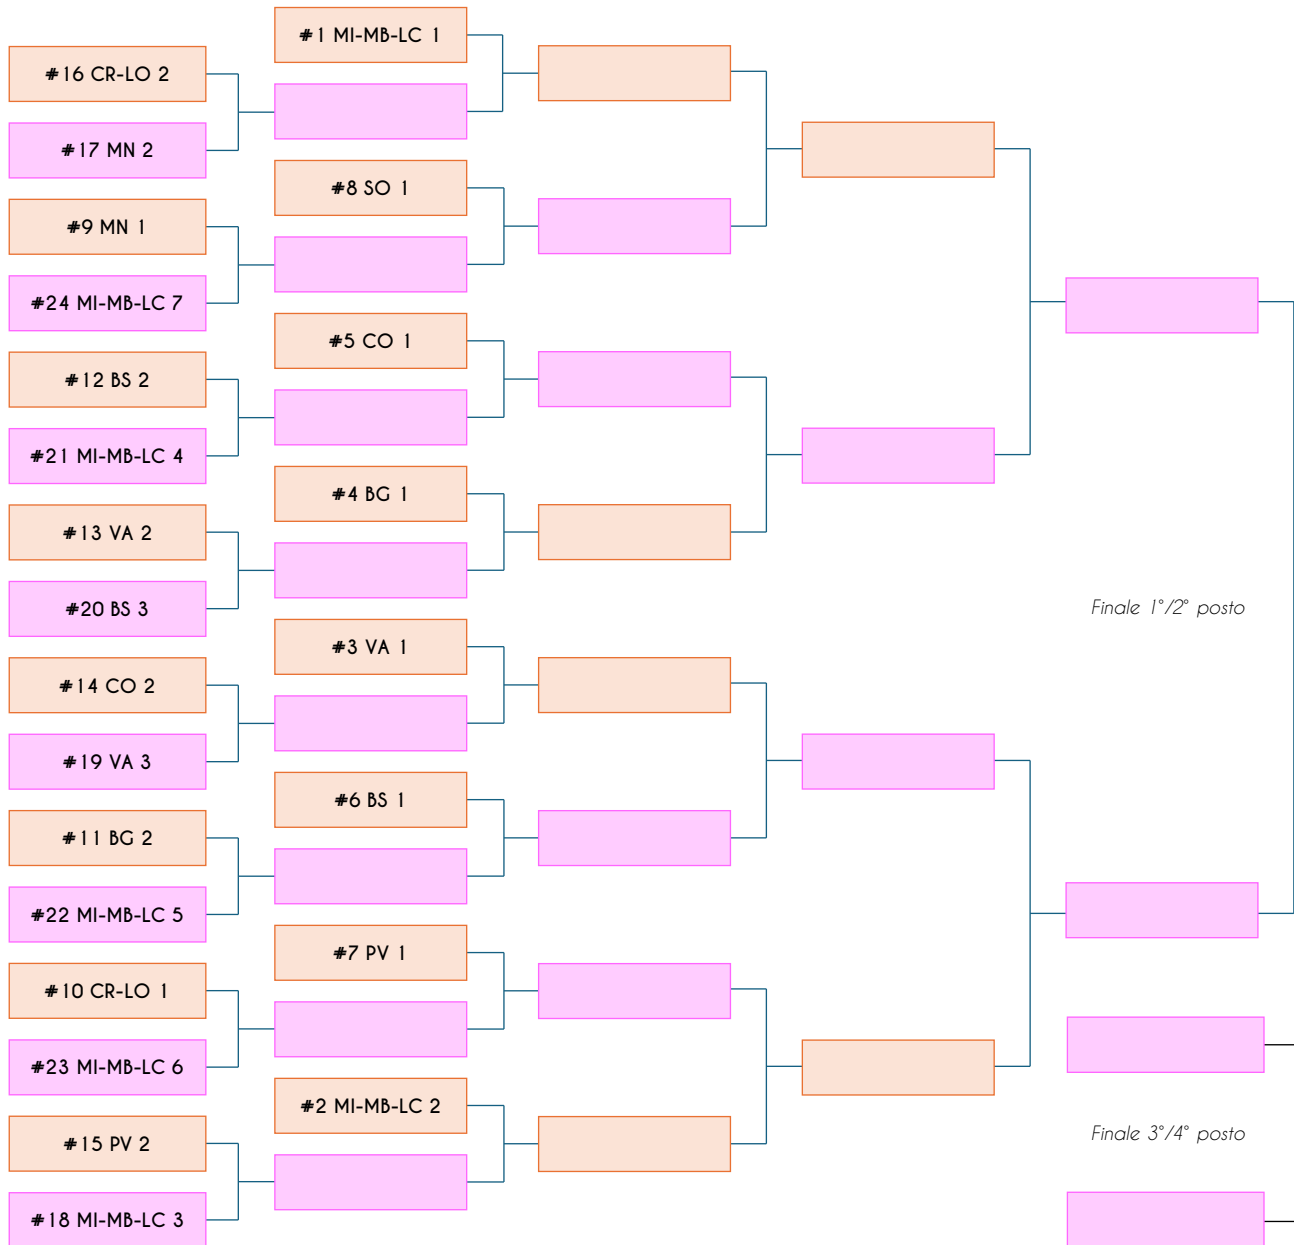 #1 MI-MB-LC 1
#16 CR-LO 2
#17 MN 2
#8 SO 1
#9 MN 1
#24 MI-MB-LC 7
#5 CO 1
#12 BS 2
#21 MI-MB-LC 4
#4 BG 1
#13 VA 2
#20 BS 3
Finale 1°/2° posto
#3 VA 1
#14 CO 2
#19 VA 3
#6 BS 1
#11 BG 2
#22 MI-MB-LC 5
#7 PV 1
#10 CR-LO 1
#23 MI-MB-LC 6
#2 MI-MB-LC 2
#15 PV 2
Finale 3°/4° posto
#18 MI-MB-LC 3